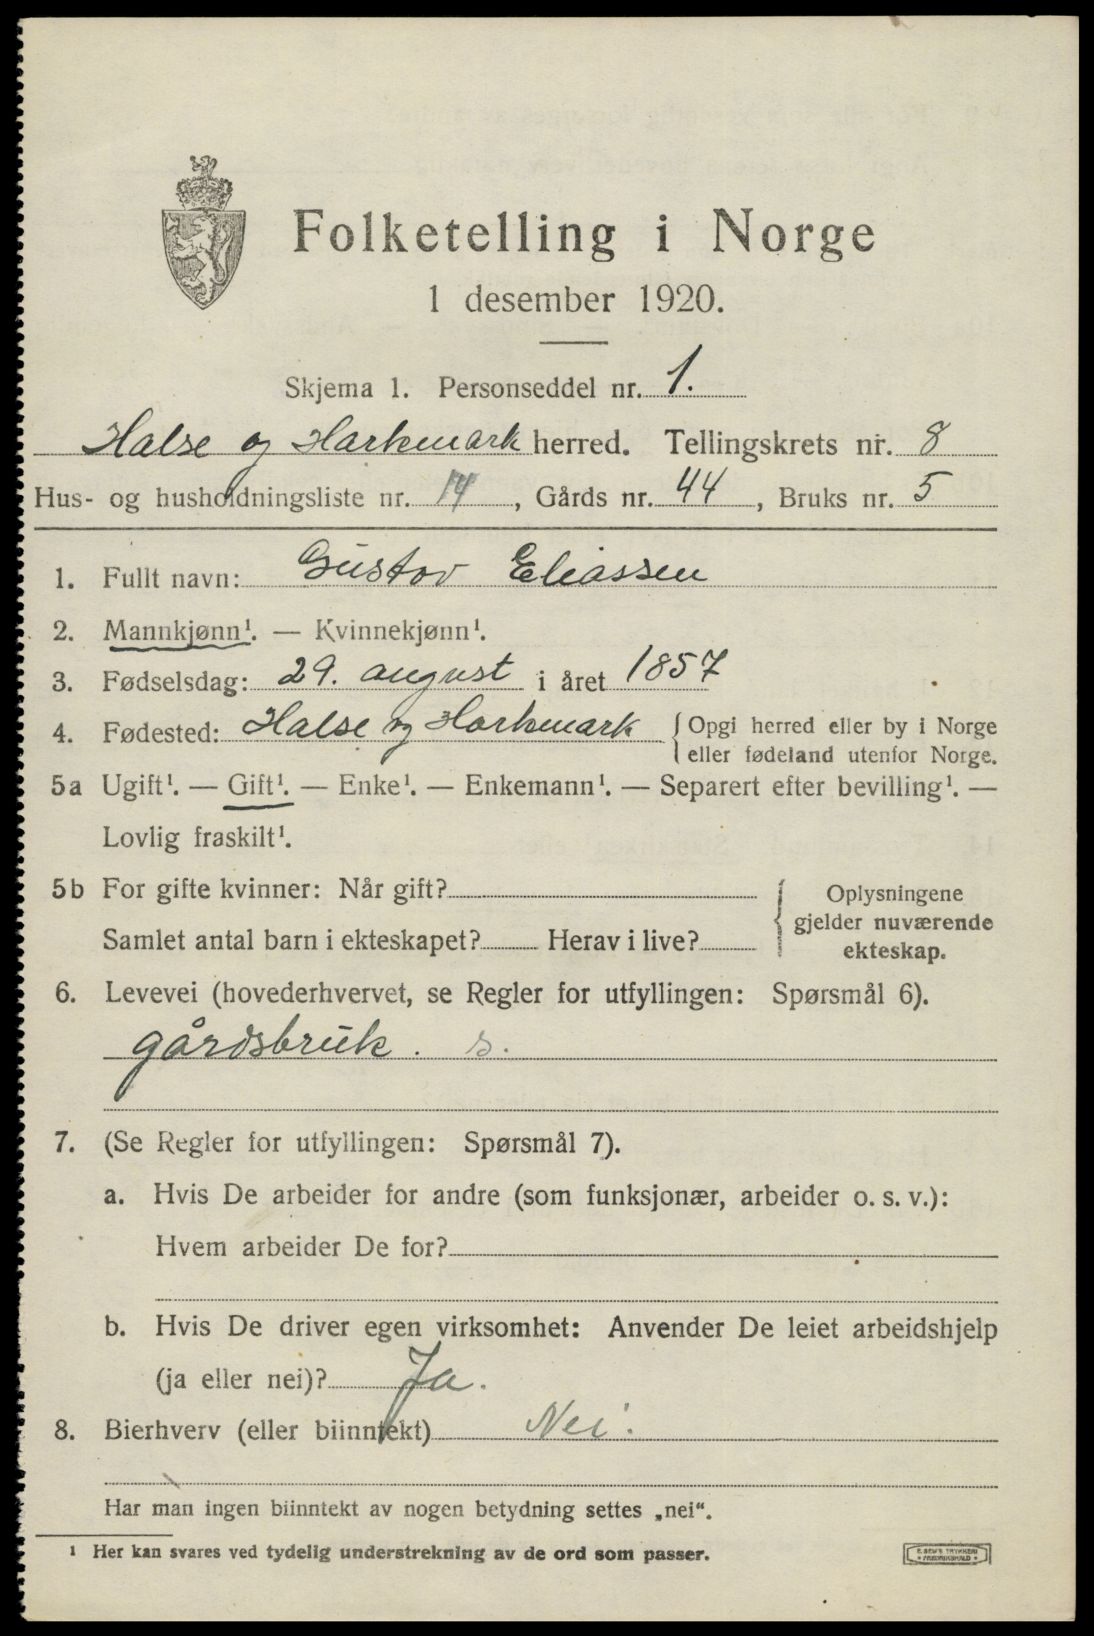 Folketelling i Norge
1 desember 1920.
Skjema 1. Personseddel nr. 1.
Halse og Harkmark herred. Tellingskrets nr. 8
Hus- og husholdningsliste nr. 14, Gårds nr. 44, Bruks nr. 5
1. Fullt navn: Gustav Eliassen
2. Mannkjønn¹. — Kvinnekjønn¹.
3. Fødselsdag: 29. august i året 1857
4. Fødested: Halse og Harkmark {Opgi herred eller by i Norge
eller fødeland utenfor Norge.
5a Ugift¹. — Gift¹. — Enke¹. — Enkemann¹. — Separert efter bevilling¹. —
Lovlig fraskilt¹.
5b For gifte kvinner: Når gift?
Samlet antal barn i ekteskapet? Herav i live?
Oplysningene
gjelder nuværende
ekteskap.
6. Levevei (hovederhvervet, se Regler for utfyllingen: Spørsmål 6).
gårdsbruk. s.
7. (Se Regler for utfyllingen: Spørsmål 7).
a. Hvis De arbeider for andre (som funksjonær, arbeider o. s. v.):
Hvem arbeider De for?
b. Hvis De driver egen virksomhet: Anvender De leiet arbeidshjelp
(ja eller nei)? Ja.
8. Bierhverv (eller biinntekt) Nei.
Har man ingen biinntekt av nogen betydning settes „nei“.
¹ Her kan svares ved tydelig understrekning av de ord som passer.
E. SEM'S TRYKKERI
• FREDRIKSHALD •